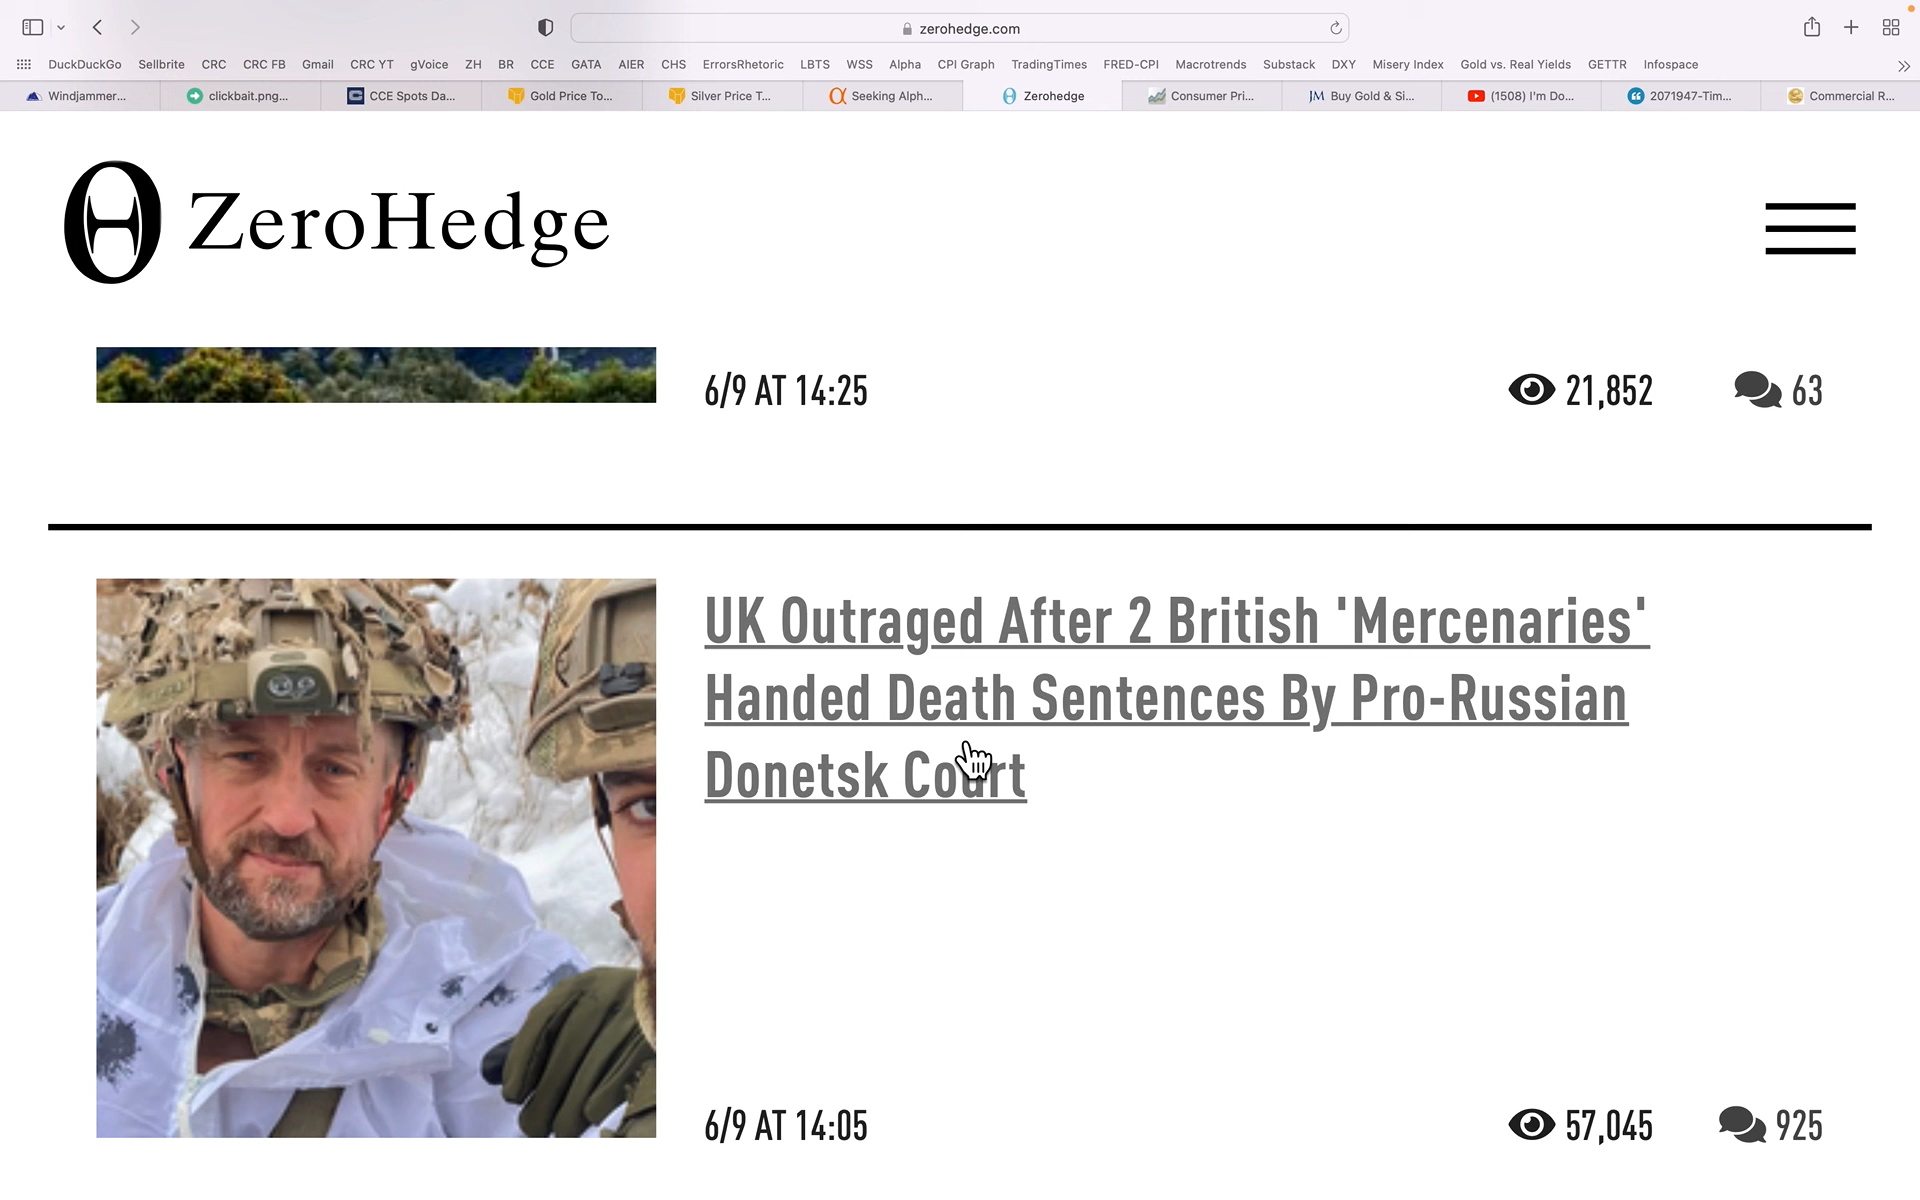 zerohedge.com
DuckDuckGo Sellbrite CRC CRC FB Gmail CRC YT gVoice ZH BR CCE GATA AIER CHS ErrorsRhetoric LBTS WSS Alpha CPI Graph TradingTimes FRED-CPI Macrotrends Substack DXY Misery Index Gold vs. Real Yields GETTR Infospace
Windjammer... clickbait.png... CCE Spots Da... Gold Price To... Silver Price T... Seeking Alph... Zerohedge Consumer Pri... JM Buy Gold & Si... (1508) I'm Do... 2071947-Tim... Commercial R...
ZeroHedge
6/9 AT 14:25 21,852 63
UK Outraged After 2 British 'Mercenaries'
Handed Death Sentences By Pro-Russian
Donetsk Court
6/9 AT 14:05 57,045 925